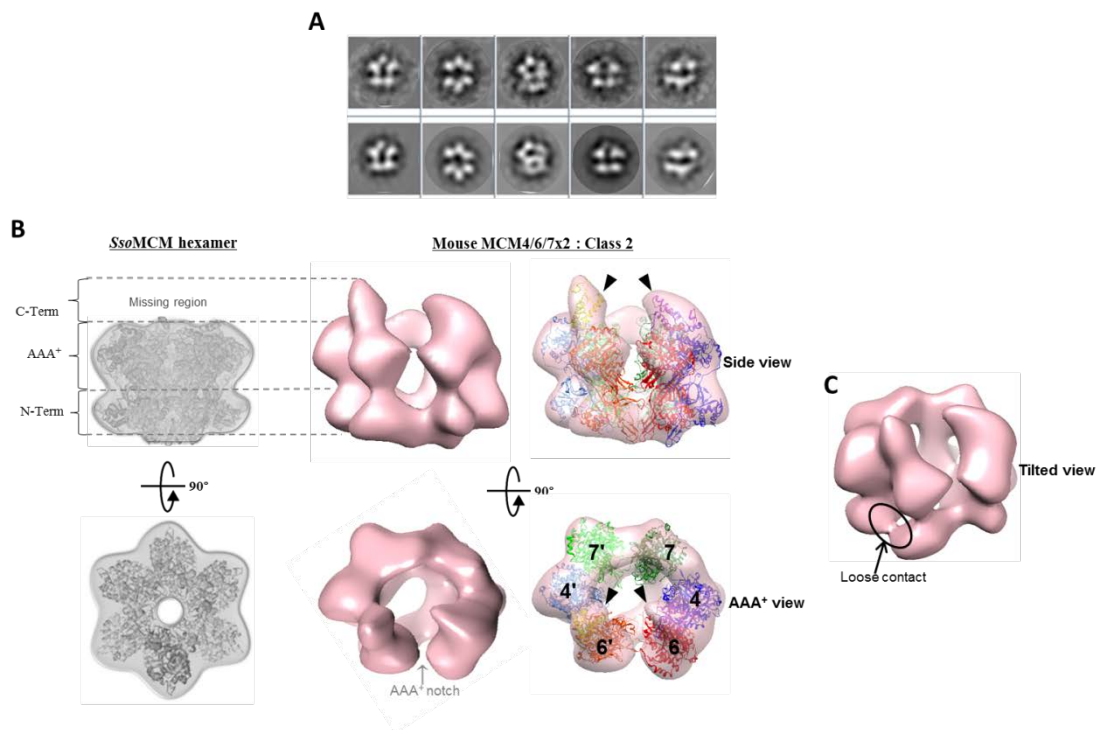 A
B
SsoMCM hexamer
Mouse MCM4/6/7x2 : Class 2
C-Term
Missing region
AAA⁺
N-Term
Side view
90°
90°
C
Tilted view
Loose contact
7'
7
4'
4
6'
6
AAA⁺ view
AAA⁺ notch